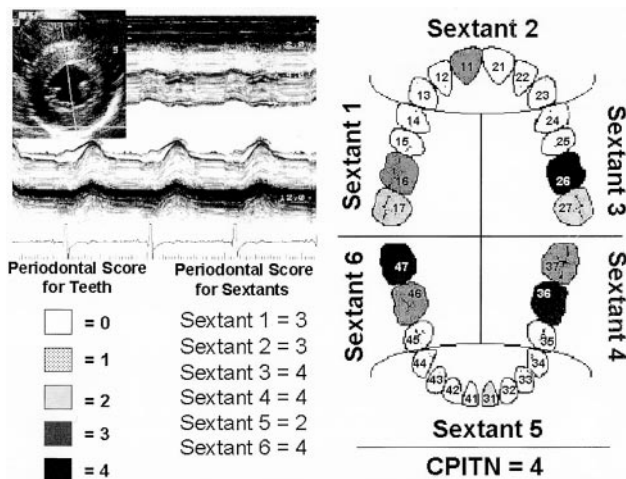 S
12.0
Periodontal Score
for Teeth
= 0
= 1
= 2
= 3
= 4
Periodontal Score
for Sextants
Sextant 1 = 3
Sextant 2 = 3
Sextant 3 = 4
Sextant 4 = 4
Sextant 5 = 2
Sextant 6 = 4
Sextant 2
Sextant 1
Sextant 3
11
21
12
22
13
23
14
24
15
25
16
26
17
27
Sextant 6
Sextant 4
47
37
46
36
45
35
44
34
43
33
42
32
41
31
Sextant 5
CPITN = 4